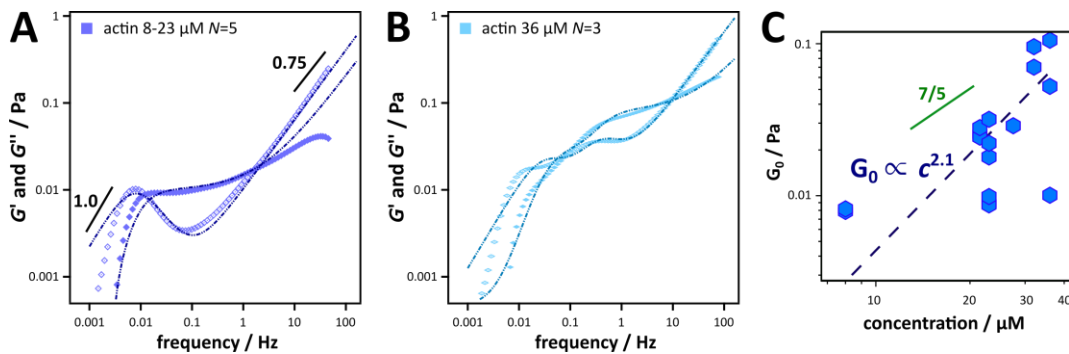 A
actin 8-23 µM N=5
G' and G'' / Pa
1
0.1
0.01
0.001
0.75
1.0
0.001
0.01
0.1
1
10
100
frequency / Hz
B
actin 36 µM N=3
G' and G'' / Pa
1
0.1
0.01
0.001
0.001
0.01
0.1
1
10
100
frequency / Hz
C
G₀ / Pa
0.1
0.01
7/5
G₀ ∝ c²·¹
10
20
30
40
concentration / µM